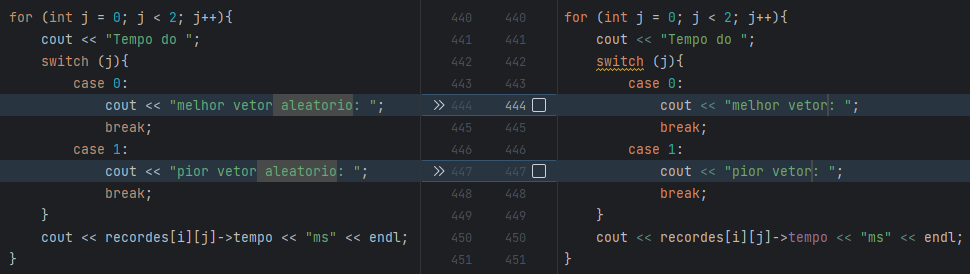 for (int j = 0; j < 2; j++){ 440 440 for (int j = 0; j < 2; j++){
cout << "Tempo do "; 441 441 cout << "Tempo do ";
switch (j){ 442 442 switch (j){
case 0: 443 443 case 0:
cout << "melhor vetor aleatorio: "; >> 444 444 cout << "melhor vetor: ";
break; 445 445 break;
case 1: 446 446 case 1:
cout << "pior vetor aleatorio: "; >> 447 447 cout << "pior vetor: ";
break; 448 448 break;
} 449 449 }
cout << recordes[i][j]->tempo << "ms" << endl; 450 450 cout << recordes[i][j]->tempo << "ms" << endl;
} 451 451 }